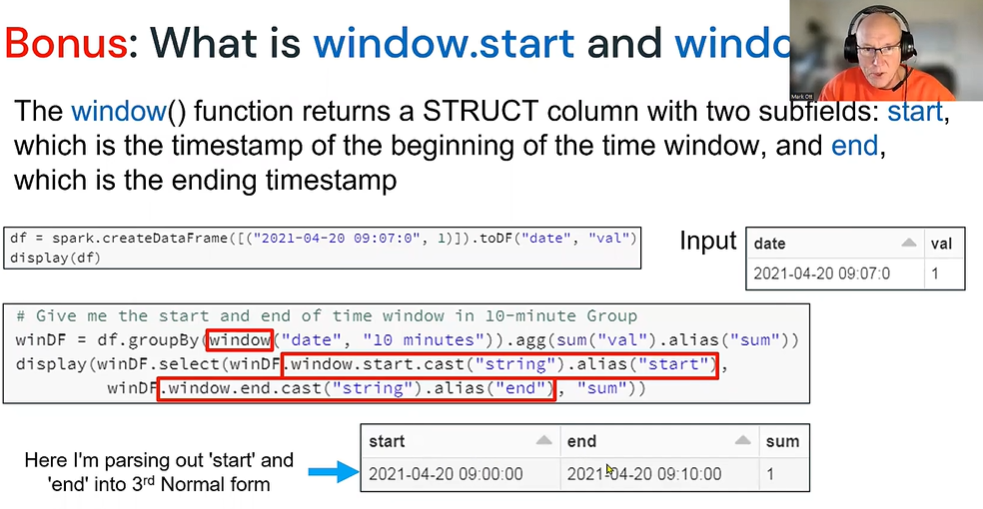 Bonus: What is window.start and
Mark Ott
The window() function returns a STRUCT column with two subfields: start,
which is the timestamp of the beginning of the time window, and end,
which is the ending timestamp
df = spark.createDataFrame([("2021-04-20 09:07:0", 1)]).toDF("date", "val")
display(df)
Input
date val
2021-04-20 09:07:0 1
# Give me the start and end of time window in 10-minute Group
winDF = df.groupBy(window("date", "10 minutes")).agg(sum("val").alias("sum"))
display(winDF.select(winDF.window.start.cast("string").alias("start"),
winDF.window.end.cast("string").alias("end"), "sum"))
Here I'm parsing out 'start' and
'end' into 3rd Normal form
start end sum
2021-04-20 09:00:00 2021-04-20 09:10:00 1